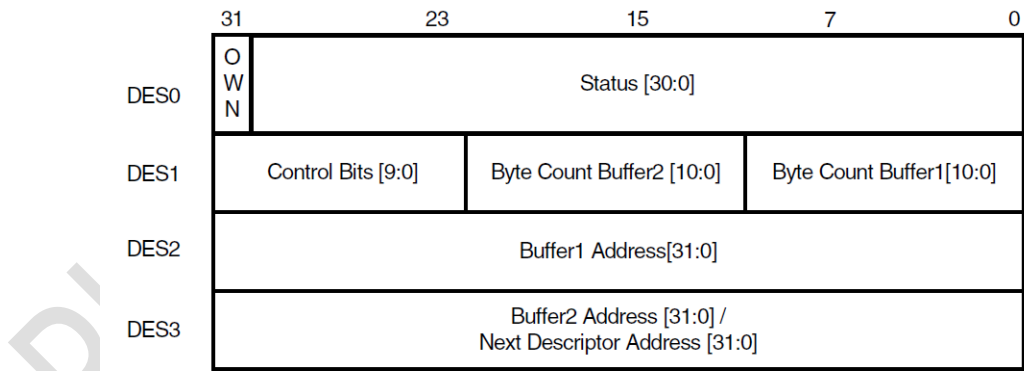 31 23 15 7 0
DES0 OWN Status [30:0]
DES1 Control Bits [9:0] Byte Count Buffer2 [10:0] Byte Count Buffer1[10:0]
DES2 Buffer1 Address[31:0]
DES3 Buffer2 Address [31:0] /
Next Descriptor Address [31:0]